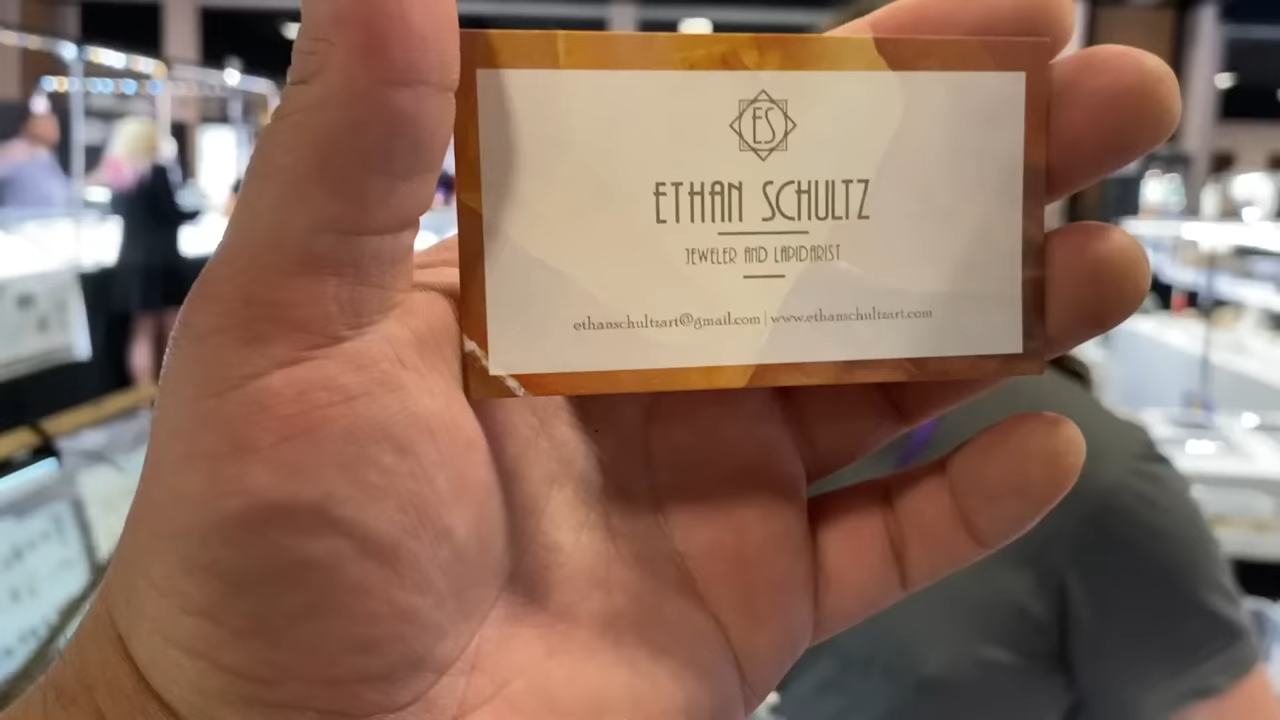 ES
ETHAN SCHULTZ
JEWELER AND LAPIDARIST
ethanschultzart@gmail.com | www.ethanschultzart.com